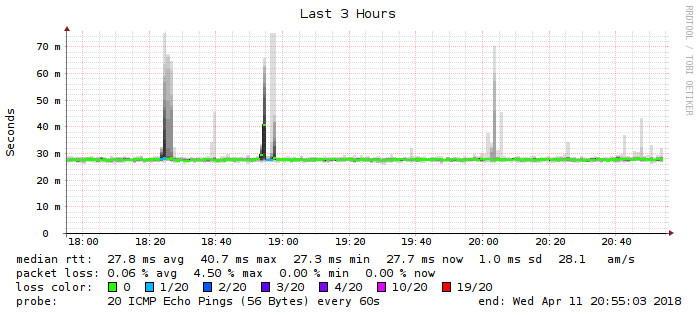 Last 3 Hours
RRDTOOL / TOBI OETIKER
Seconds
70 m
60 m
50 m
40 m
30 m
20 m
10 m
0
18:00 18:20 18:40 19:00 19:20 19:40 20:00 20:20 20:40
median rtt: 27.8 ms avg 40.7 ms max 27.3 ms min 27.7 ms now 1.0 ms sd 28.1 am/s
packet loss: 0.06 % avg 4.50 % max 0.00 % min 0.00 % now
loss color: 0 1/20 2/20 3/20 4/20 10/20 19/20
probe: 20 ICMP Echo Pings (56 Bytes) every 60s end: Wed Apr 11 20:55:03 2018